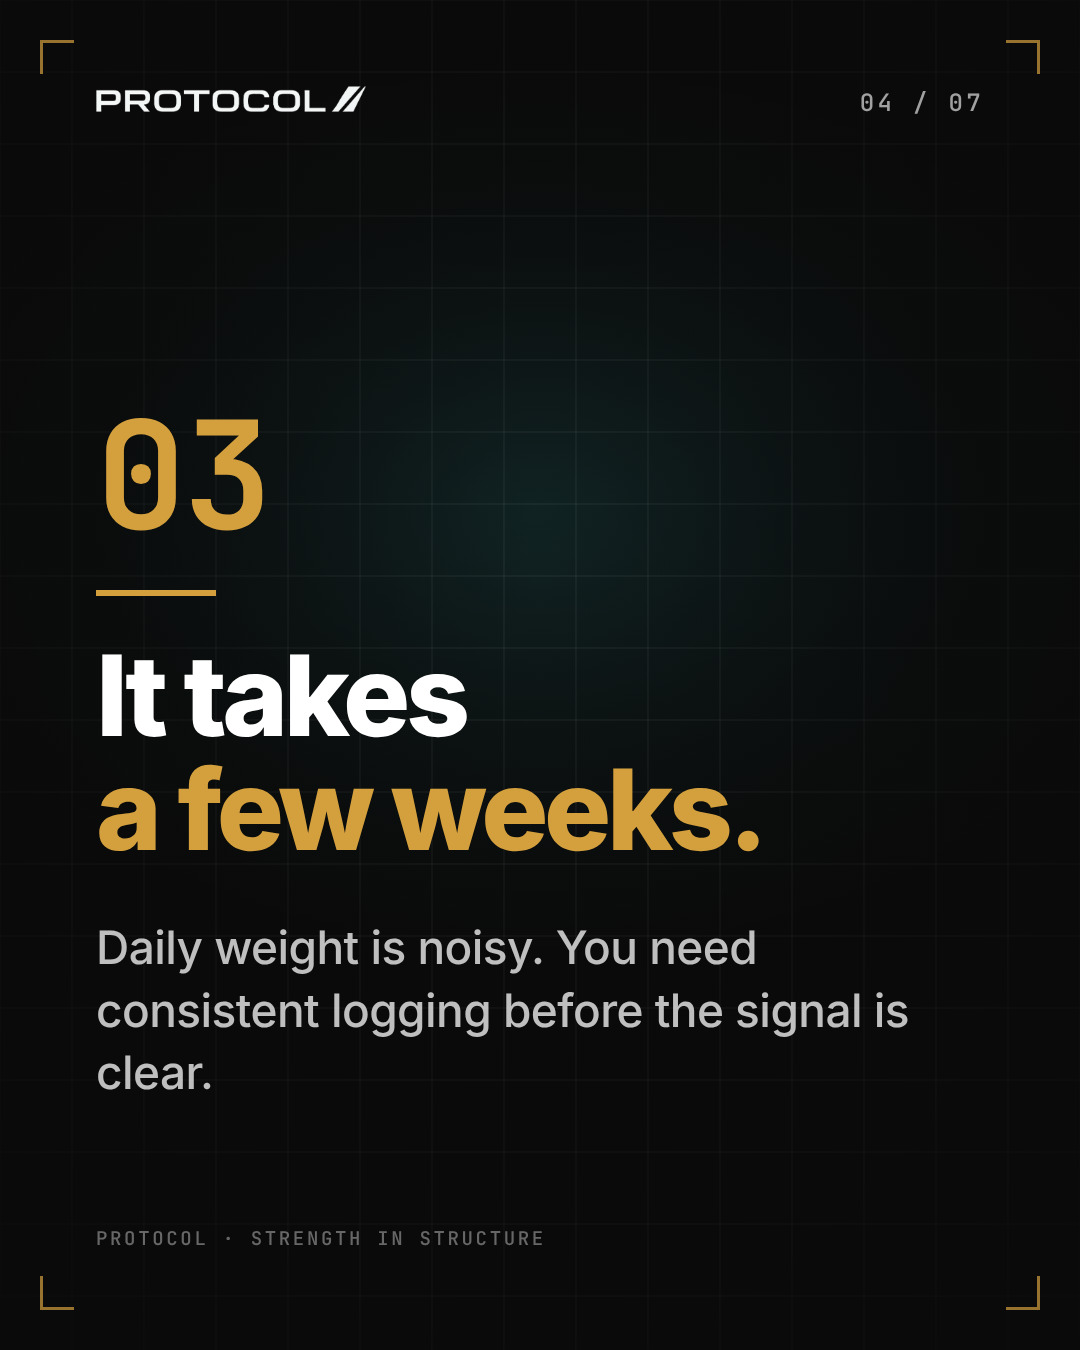 PROTOCOL
04 / 07
03
It takes
a few weeks.
Daily weight is noisy. You need
consistent logging before the signal is
clear.
PROTOCOL · STRENGTH IN STRUCTURE